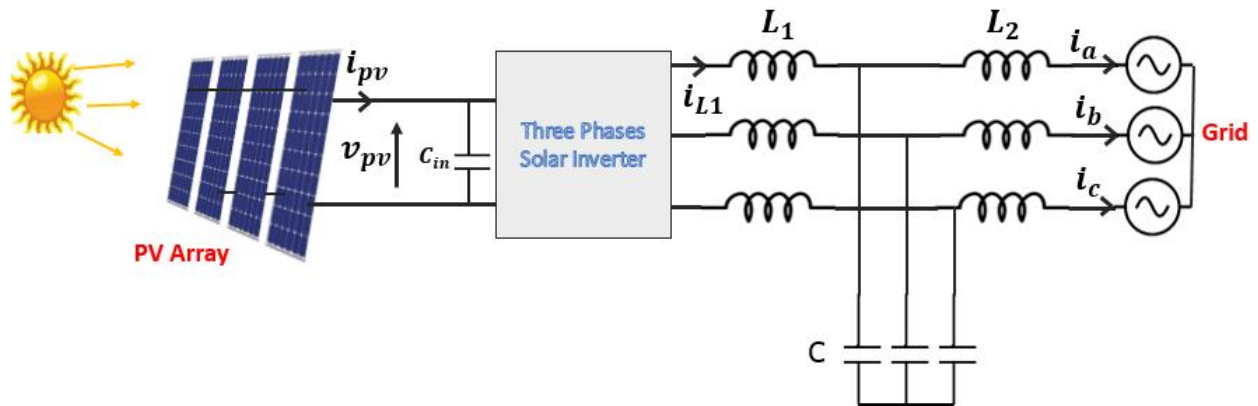 L1
L2
ia
ipv
iL1
ib
Three Phases
Solar Inverter
Grid
vpv
Cin
ic
PV Array
C